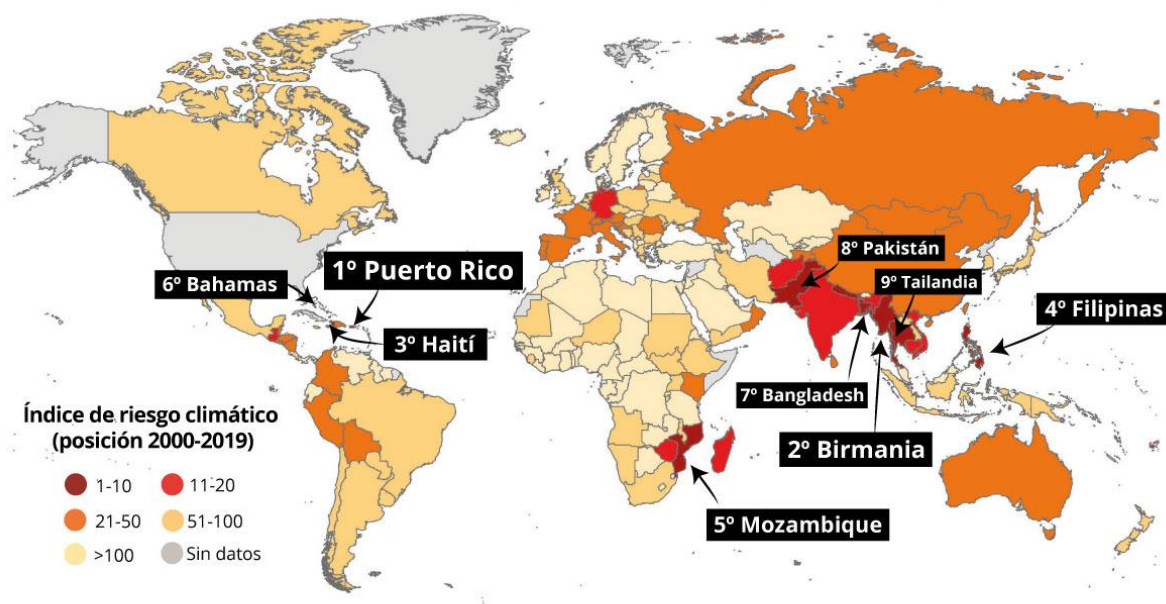 8º Pakistán
1º Puerto Rico
9º Tailandia
6º Bahamas
4º Filipinas
3º Haití
7º Bangladesh
Índice de riesgo climático
(posición 2000-2019)
2º Birmania
1-10
11-20
21-50
51-100
5º Mozambique
>100
Sin datos